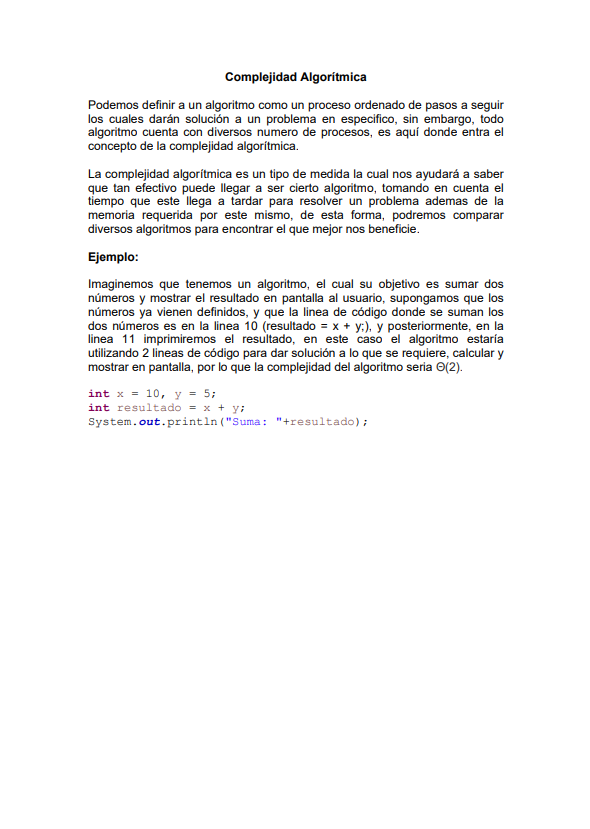 Complejidad Algorítmica
Podemos definir a un algoritmo como un proceso ordenado de pasos a seguir
los cuales darán solución a un problema en especifico, sin embargo, todo
algoritmo cuenta con diversos numero de procesos, es aquí donde entra el
concepto de la complejidad algorítmica.
La complejidad algorítmica es un tipo de medida la cual nos ayudará a saber
que tan efectivo puede llegar a ser cierto algoritmo, tomando en cuenta el
tiempo que este llega a tardar para resolver un problema ademas de la
memoria requerida por este mismo, de esta forma, podremos comparar
diversos algoritmos para encontrar el que mejor nos beneficie.
Ejemplo:
Imaginemos que tenemos un algoritmo, el cual su objetivo es sumar dos
números y mostrar el resultado en pantalla al usuario, supongamos que los
números ya vienen definidos, y que la linea de código donde se suman los
dos números es en la linea 10 (resultado = x + y;), y posteriormente, en la
linea 11 imprimiremos el resultado, en este caso el algoritmo estaría
utilizando 2 lineas de código para dar solución a lo que se requiere, calcular y
mostrar en pantalla, por lo que la complejidad del algoritmo seria Θ(2).
int x = 10, y = 5;
int resultado = x + y;
System.out.println("Suma: "+resultado);